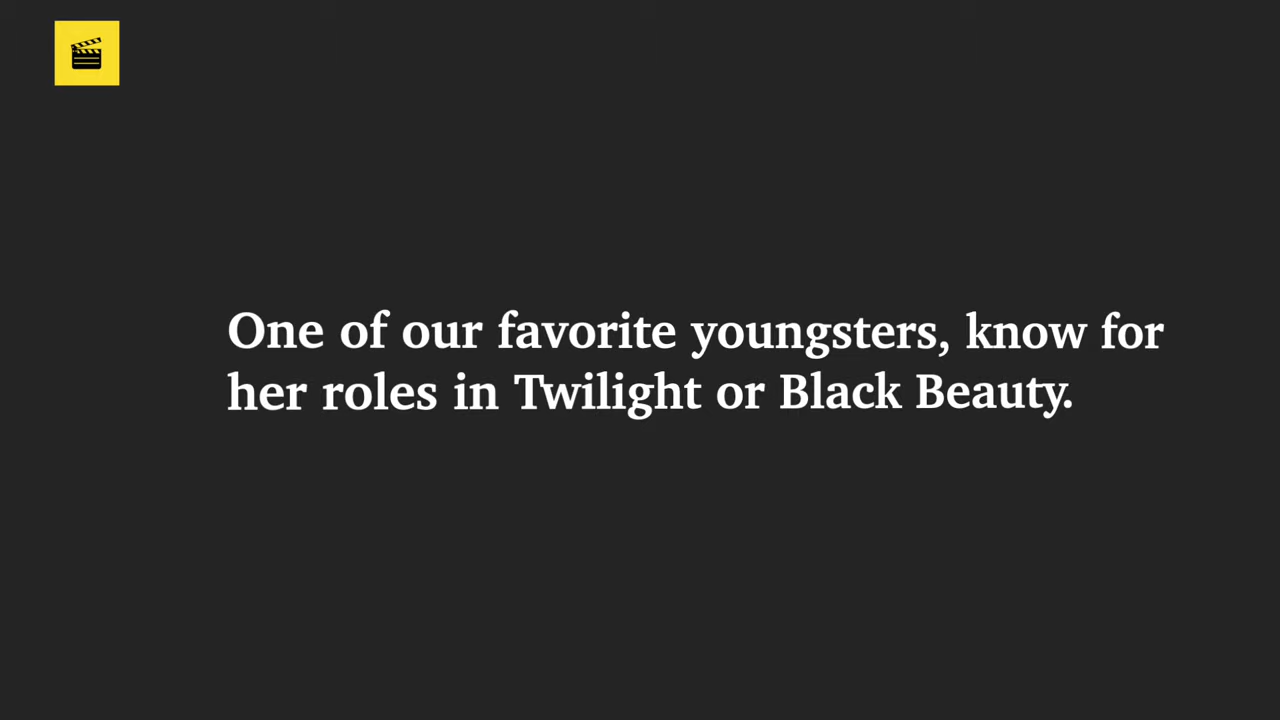 One of our favorite youngsters, know for
her roles in Twilight or Black Beauty.